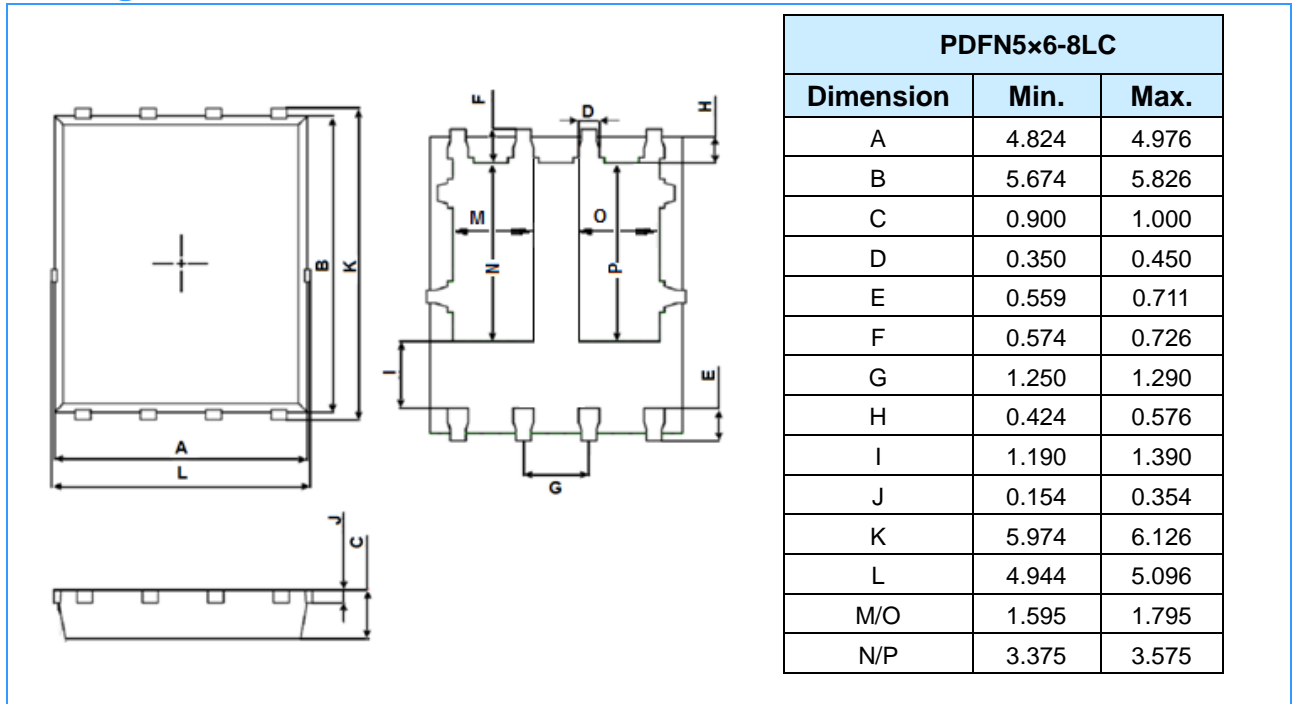 F
D
H
B
K
M
O
N
P
I
E
A
L
G
J
C
PDFN5×6-8LC
Dimension Min. Max.
A 4.824 4.976
B 5.674 5.826
C 0.900 1.000
D 0.350 0.450
E 0.559 0.711
F 0.574 0.726
G 1.250 1.290
H 0.424 0.576
I 1.190 1.390
J 0.154 0.354
K 5.974 6.126
L 4.944 5.096
M/O 1.595 1.795
N/P 3.375 3.575